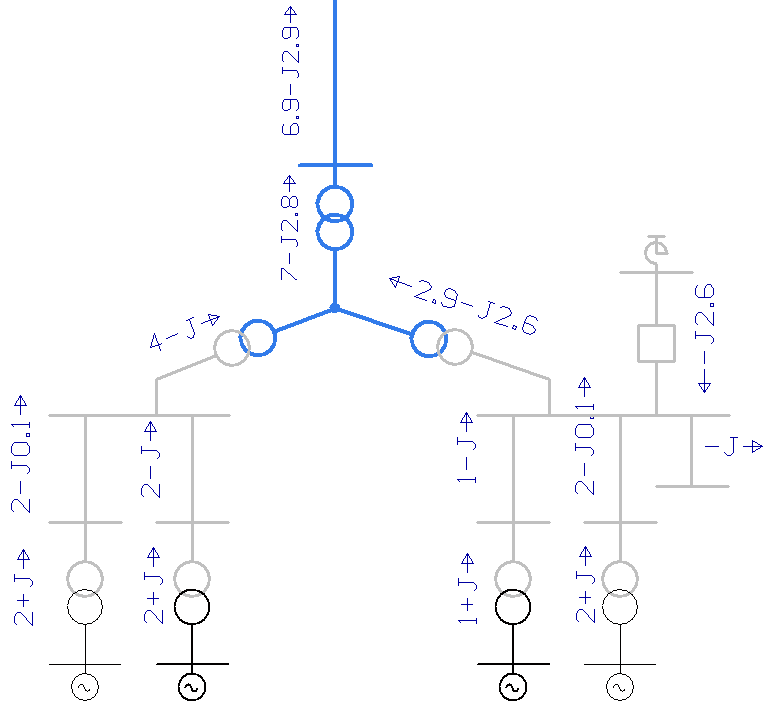 6.9-J2.9→
7-J2.8→
←2.9-J2.6
4-J→
←-J2.6
2-J0.1→
2-J→
1-J→
2-J0.1→
-J→
2+J→
2+J→
1+J→
2+J→